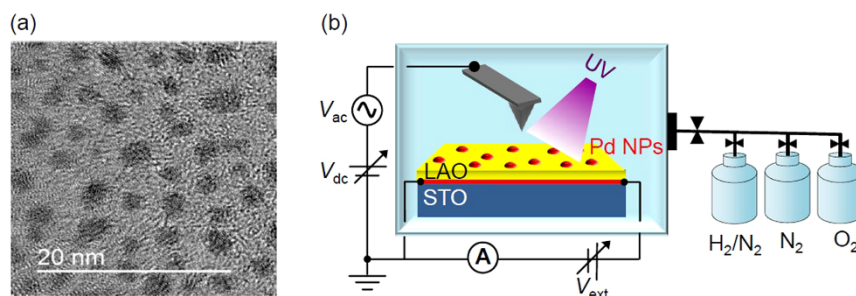 (a)
20 nm
(b)
UV
V_ac
Pd NPs
V_dc
LAO
STO
A
V_ext
H₂/N₂ N₂ O₂